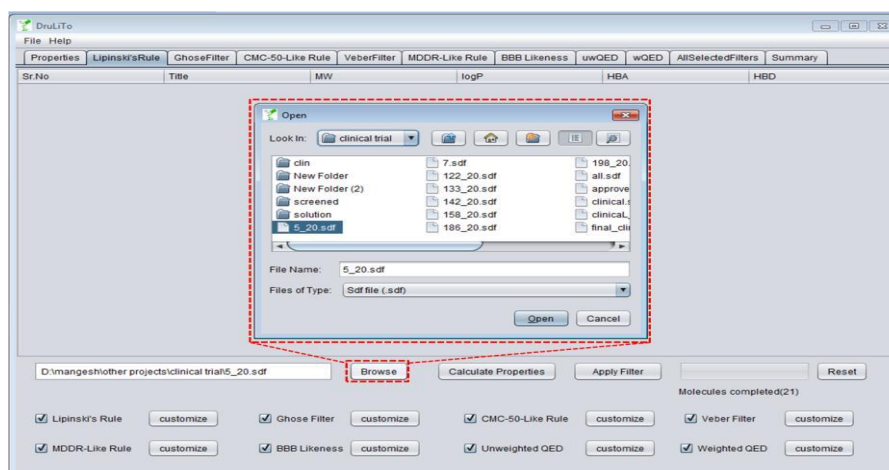 DruLiTo
File Help
Properties Lipinski'sRule GhoseFilter CMC-50-Like Rule VeberFilter MDDR-Like Rule BBB Likeness uwQED wQED AllSelectedFilters Summary
Sr.No Title MW logP HBA HBD
Open
Look In: clinical trial
clin 7.sdf 198_20.
New Folder 122_20.sdf all.sdf
New Folder (2) 133_20.sdf approve
screened 142_20.sdf clinical.s
solution 158_20.sdf clinicaL_
5_20.sdf 186_20.sdf final_clin
File Name: 5_20.sdf
Files of Type: Sdf file (.sdf)
Open Cancel
D:\mangesh\other projects\clinical trial\5_20.sdf Browse Calculate Properties Apply Filter Reset
Molecules completed(21)
Lipinski's Rule customize Ghose Filter customize CMC-50-Like Rule customize Veber Filter customize
MDDR-Like Rule customize BBB Likeness customize Unweighted QED customize Weighted QED customize